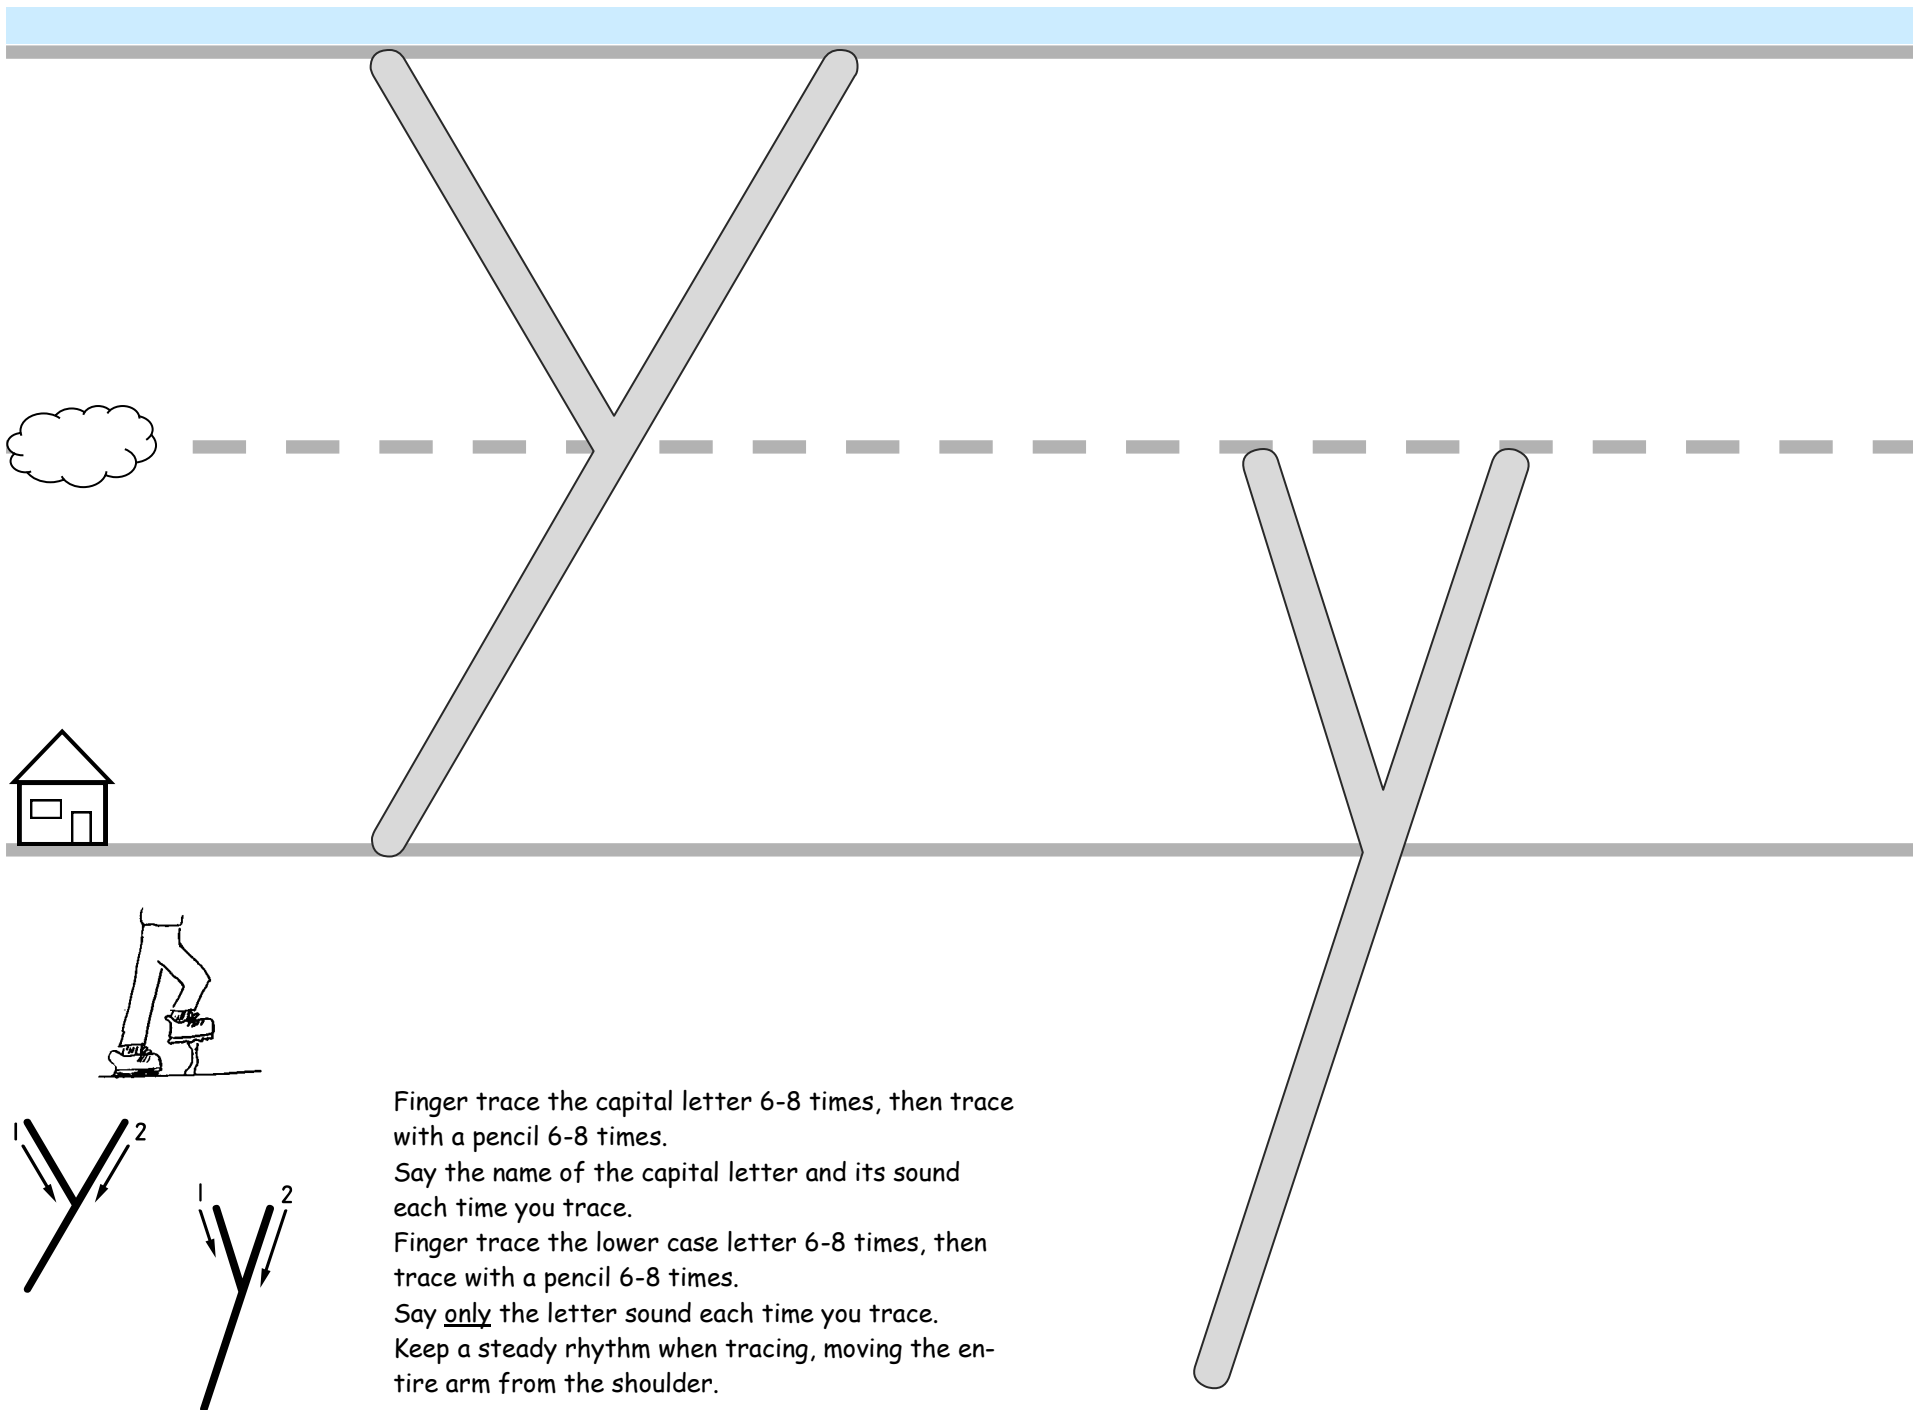 Y y
1 2
1 2
Finger trace the capital letter 6-8 times, then trace
with a pencil 6-8 times.
Say the name of the capital letter and its sound
each time you trace.
Finger trace the lower case letter 6-8 times, then
trace with a pencil 6-8 times.
Say only the letter sound each time you trace.
Keep a steady rhythm when tracing, moving the en-
tire arm from the shoulder.